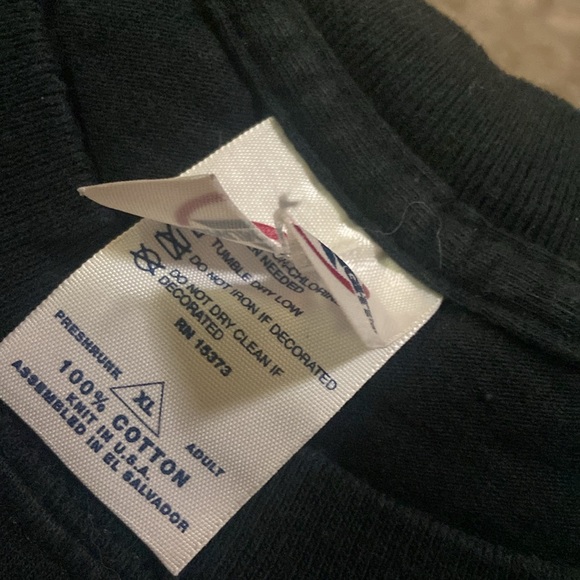 NEEDED
TUMBLE DRY LOW
DO NOT IRON IF DECORATED
DO NOT DRY CLEAN IF
DECORATED
RN 15373
PRESHRUNK
XL
ADULT
100% COTTON
KNIT IN U.S.A.
ASSEMBLED IN EL SALVADOR